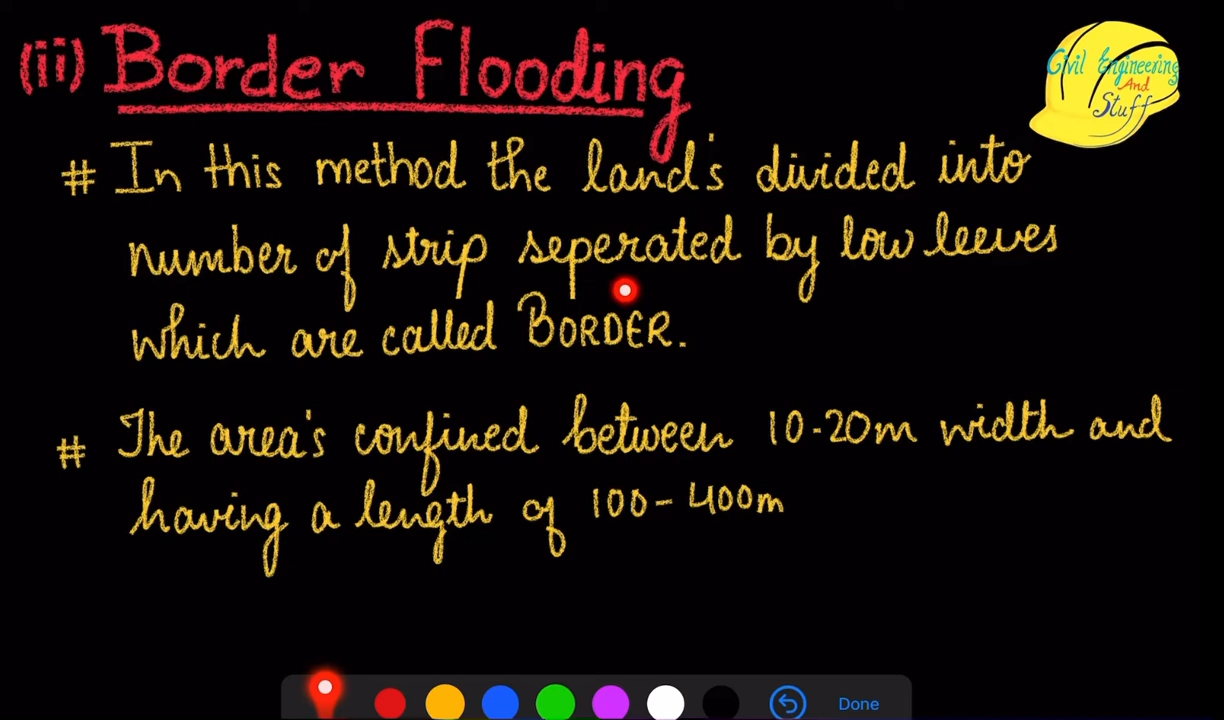 (ii) Border Flooding
Civil Engineering
And
Stuff
# In this method the land's divided into
number of strip seperated by low leeves
which are called BORDER.
# The area's confined between 10-20m width and
having a length of 100-400m
Done